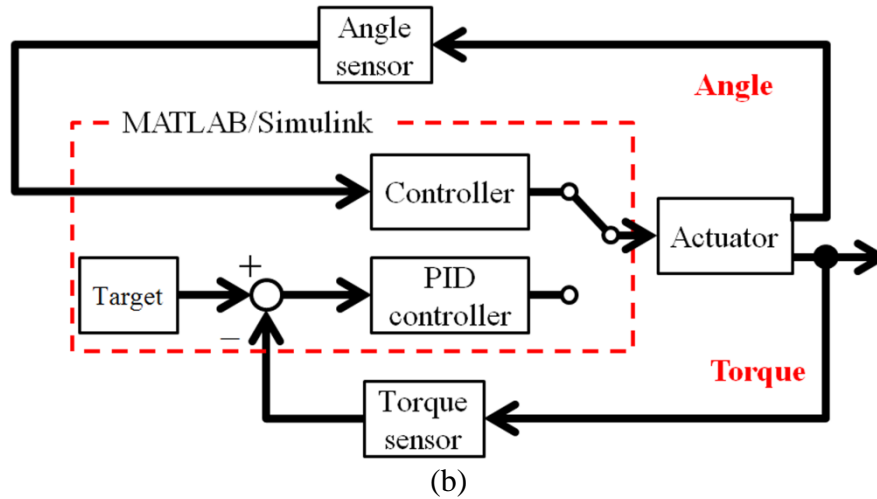 Angle
sensor
Angle
MATLAB/Simulink
Controller
Actuator
+
Target
PID
controller
−
Torque
Torque
sensor
(b)